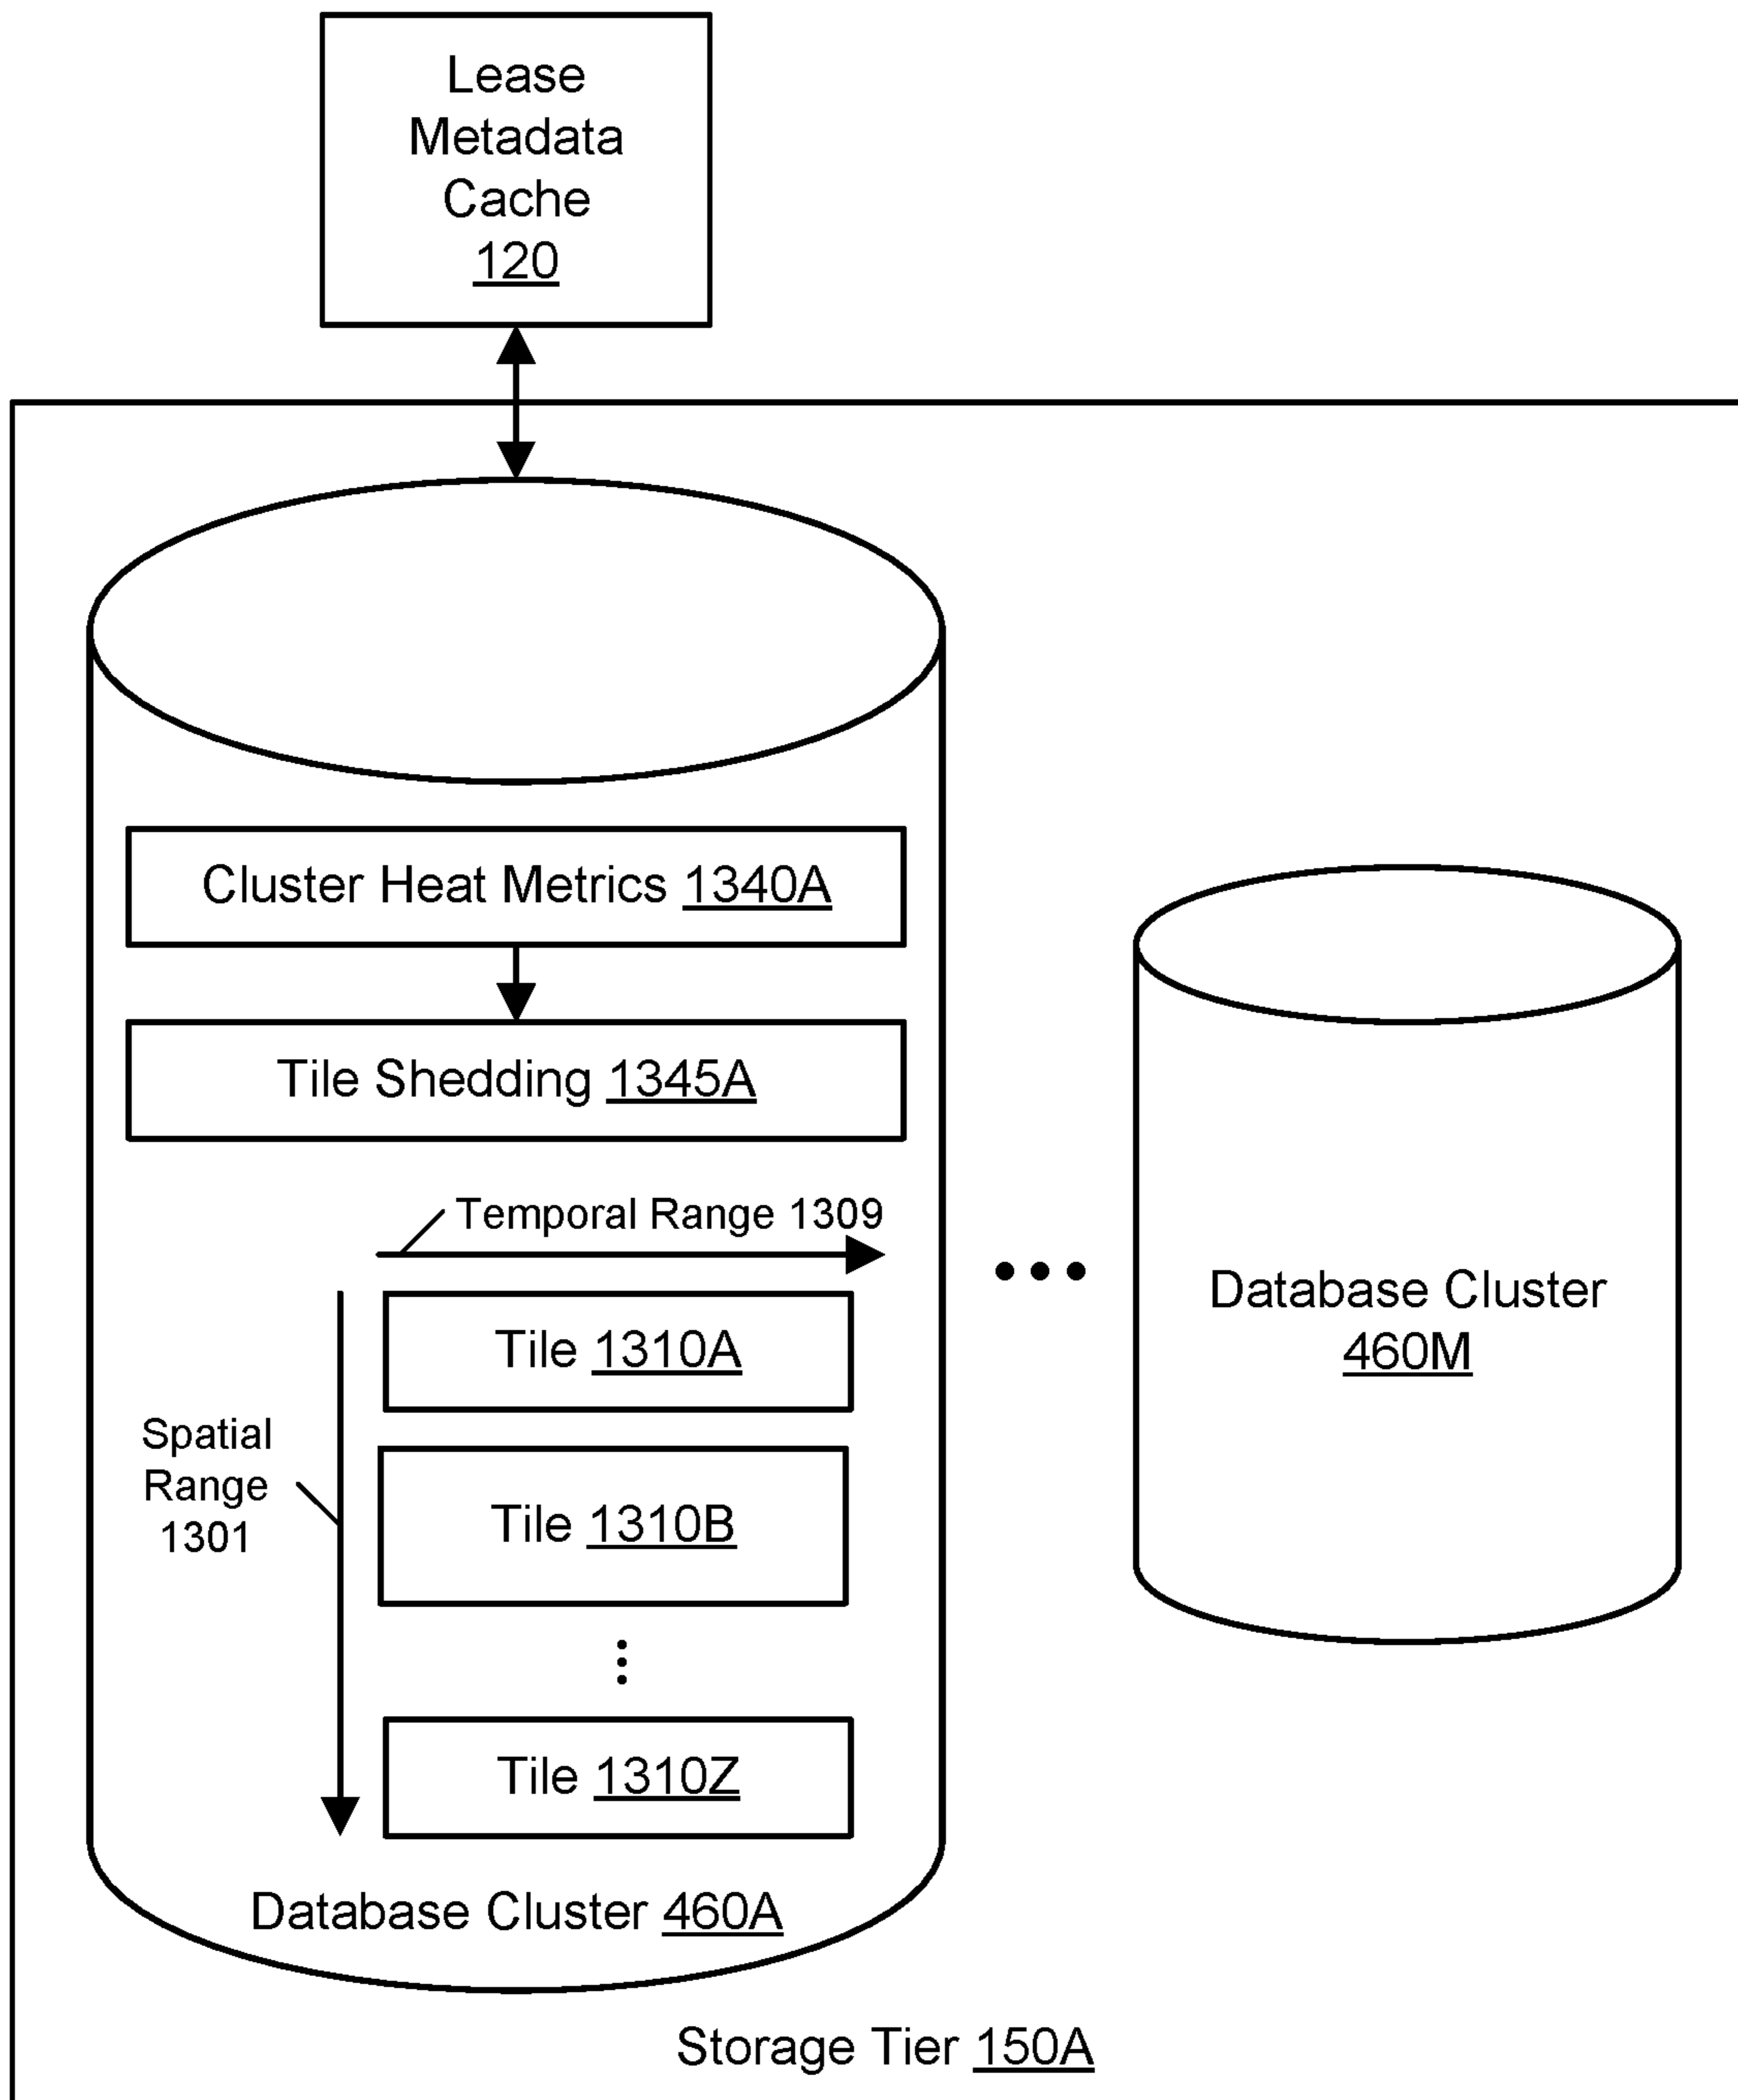 Lease
Metadata
Cache
120
Cluster Heat Metrics 1340A
Tile Shedding 1345A
Temporal Range 1309
Tile 1310A
Spatial
Range
1301
Tile 1310B
Tile 1310Z
Database Cluster 460A
Database Cluster
460M
Storage Tier 150A